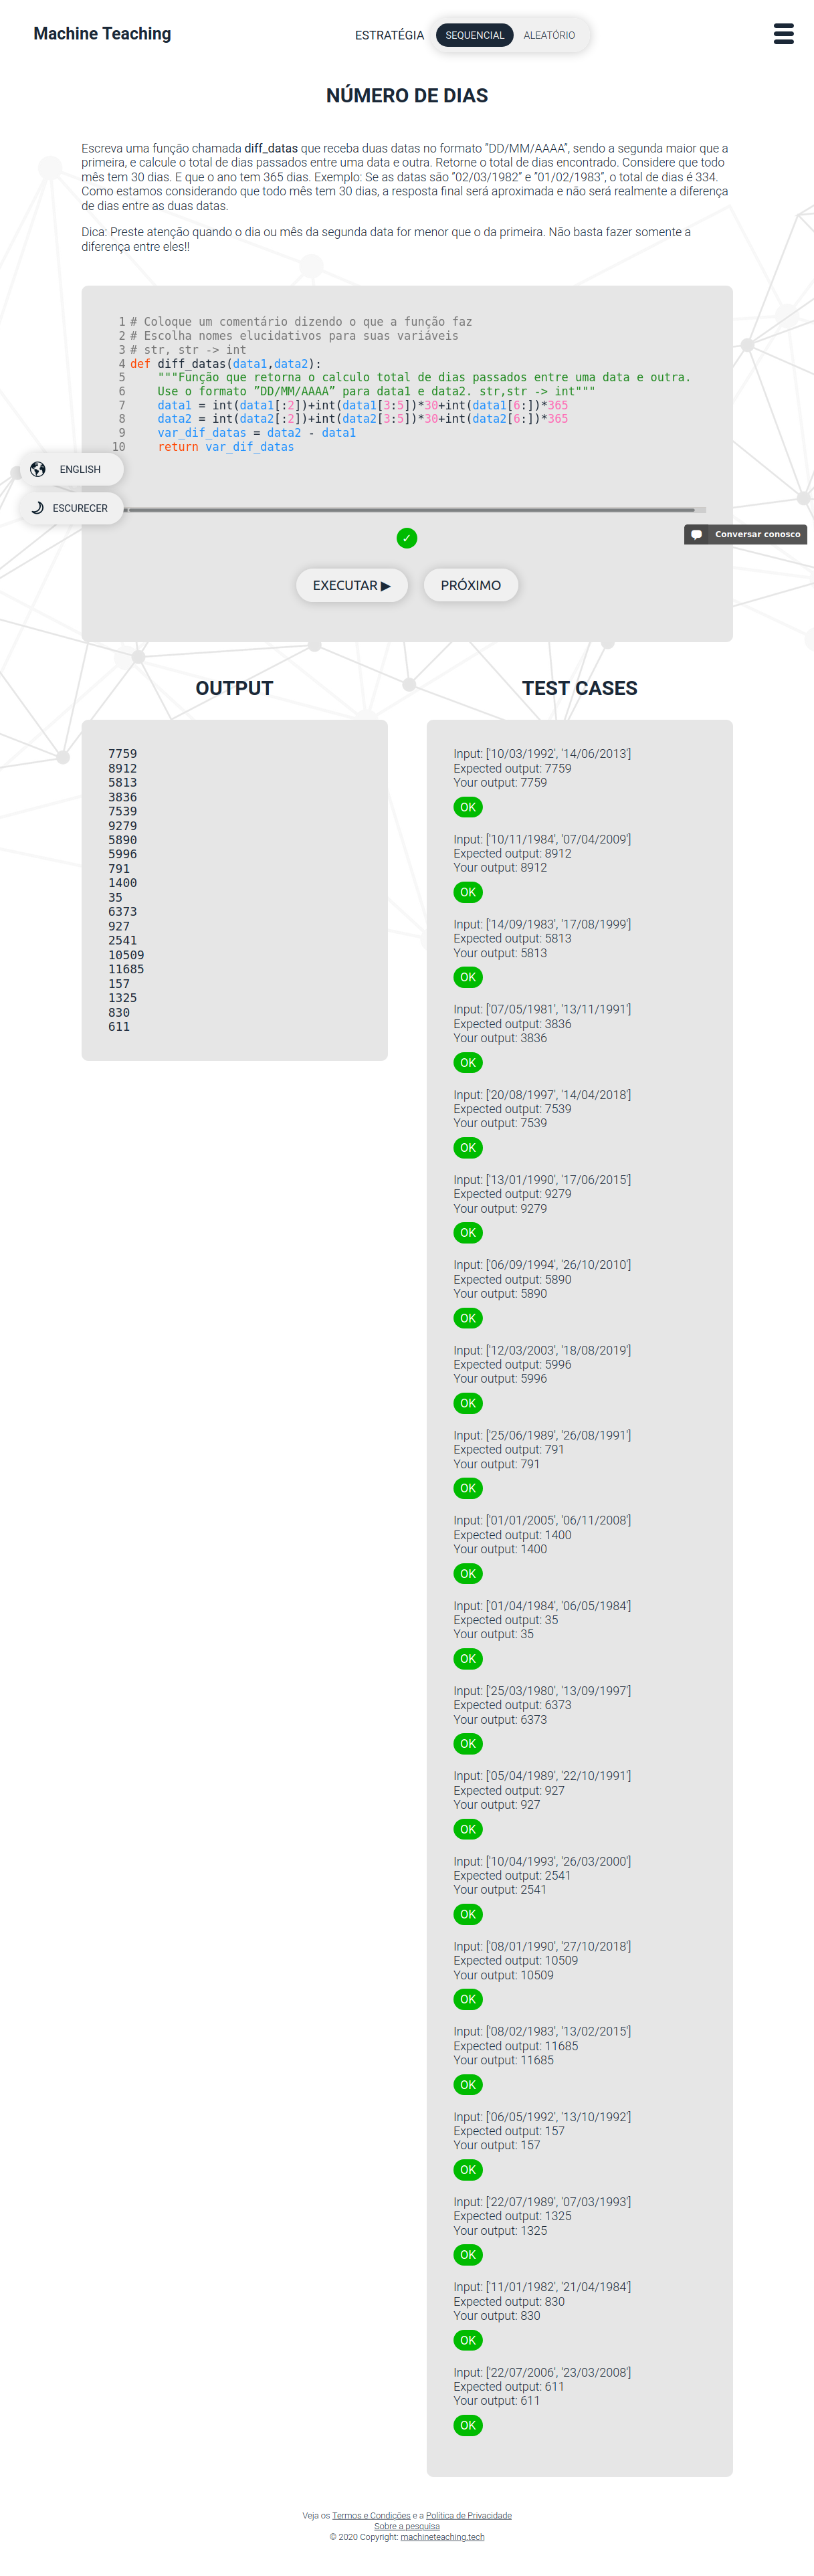 Machine Teaching
ESTRATÉGIA SEQUENCIAL ALEATÓRIO
NÚMERO DE DIAS
Escreva uma função chamada diff_datas que receba duas datas no formato ”DD/MM/AAAA”, sendo a segunda maior que a
primeira, e calcule o total de dias passados entre uma data e outra. Retorne o total de dias encontrado. Considere que todo
mês tem 30 dias. E que o ano tem 365 dias. Exemplo: Se as datas são ”02/03/1982” e ”01/02/1983”, o total de dias é 334.
Como estamos considerando que todo mês tem 30 dias, a resposta final será aproximada e não será realmente a diferença
de dias entre as duas datas.
Dica: Preste atenção quando o dia ou mês da segunda data for menor que o da primeira. Não basta fazer somente a
diferença entre eles!!
1 # Coloque um comentário dizendo o que a função faz
2 # Escolha nomes elucidativos para suas variáveis
3 # str, str -> int
4 def diff_datas(data1,data2):
5 """Função que retorna o calculo total de dias passados entre uma data e outra.
6 Use o formato ”DD/MM/AAAA” para data1 e data2. str,str -> int"""
7 data1 = int(data1[:2])+int(data1[3:5])*30+int(data1[6:])*365
8 data2 = int(data2[:2])+int(data2[3:5])*30+int(data2[6:])*365
9 var_dif_datas = data2 - data1
10 return var_dif_datas
ENGLISH
ESCURECER
Conversar conosco
✓
EXECUTAR ▶ PRÓXIMO
OUTPUT
7759
8912
5813
3836
7539
9279
5890
5996
791
1400
35
6373
927
2541
10509
11685
157
1325
830
611
TEST CASES
Input: ['10/03/1992', '14/06/2013']
Expected output: 7759
Your output: 7759
OK
Input: ['10/11/1984', '07/04/2009']
Expected output: 8912
Your output: 8912
OK
Input: ['14/09/1983', '17/08/1999']
Expected output: 5813
Your output: 5813
OK
Input: ['07/05/1981', '13/11/1991']
Expected output: 3836
Your output: 3836
OK
Input: ['20/08/1997', '14/04/2018']
Expected output: 7539
Your output: 7539
OK
Input: ['13/01/1990', '17/06/2015']
Expected output: 9279
Your output: 9279
OK
Input: ['06/09/1994', '26/10/2010']
Expected output: 5890
Your output: 5890
OK
Input: ['12/03/2003', '18/08/2019']
Expected output: 5996
Your output: 5996
OK
Input: ['25/06/1989', '26/08/1991']
Expected output: 791
Your output: 791
OK
Input: ['01/01/2005', '06/11/2008']
Expected output: 1400
Your output: 1400
OK
Input: ['01/04/1984', '06/05/1984']
Expected output: 35
Your output: 35
OK
Input: ['25/03/1980', '13/09/1997']
Expected output: 6373
Your output: 6373
OK
Input: ['05/04/1989', '22/10/1991']
Expected output: 927
Your output: 927
OK
Input: ['10/04/1993', '26/03/2000']
Expected output: 2541
Your output: 2541
OK
Input: ['08/01/1990', '27/10/2018']
Expected output: 10509
Your output: 10509
OK
Input: ['08/02/1983', '13/02/2015']
Expected output: 11685
Your output: 11685
OK
Input: ['06/05/1992', '13/10/1992']
Expected output: 157
Your output: 157
OK
Input: ['22/07/1989', '07/03/1993']
Expected output: 1325
Your output: 1325
OK
Input: ['11/01/1982', '21/04/1984']
Expected output: 830
Your output: 830
OK
Input: ['22/07/2006', '23/03/2008']
Expected output: 611
Your output: 611
OK
Veja os Termos e Condições e a Política de Privacidade
Sobre a pesquisa
© 2020 Copyright: machineteaching.tech